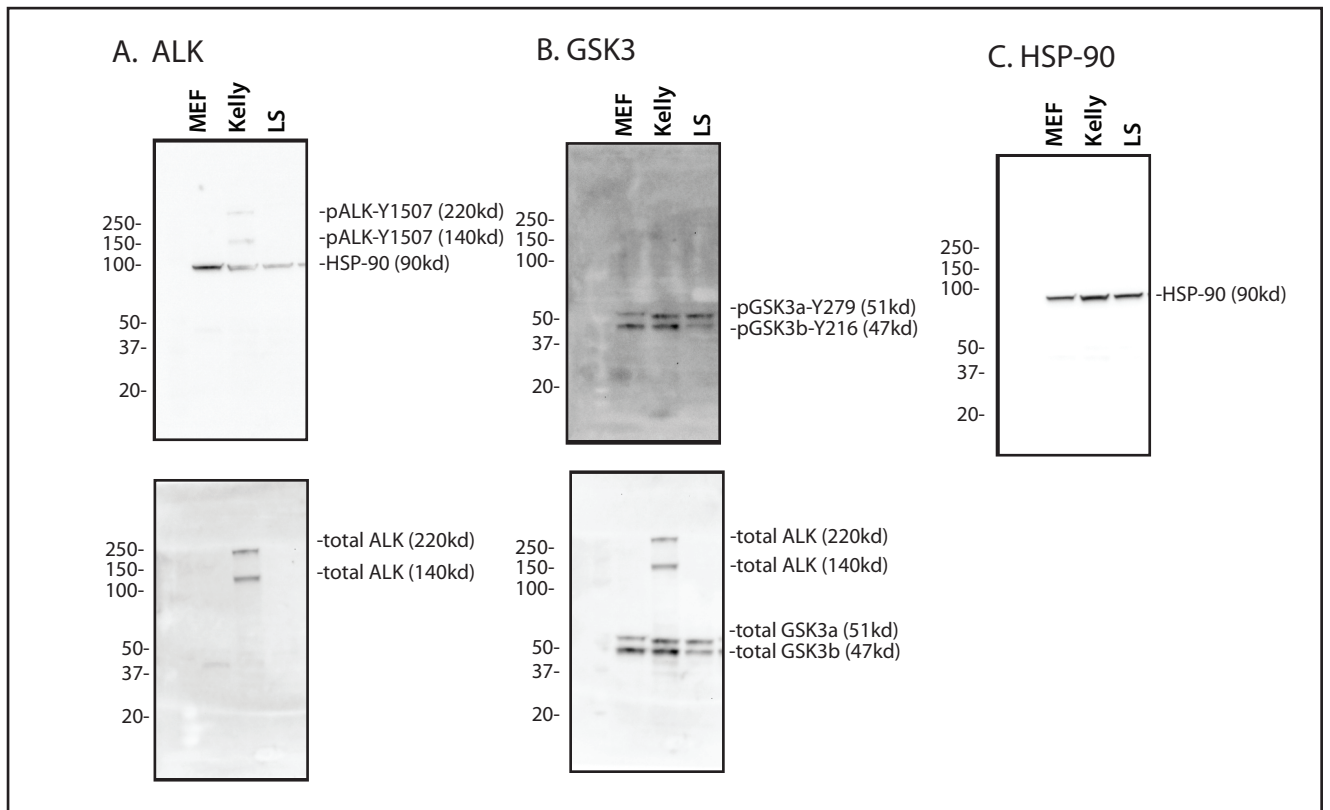 A. ALK
MEF Kelly LS
250-
150-
100-
50-
37-
20-
-pALK-Y1507 (220kd)
-pALK-Y1507 (140kd)
-HSP-90 (90kd)
250-
150-
100-
50-
37-
20-
-total ALK (220kd)
-total ALK (140kd)
B. GSK3
MEF Kelly LS
250-
150-
100-
50-
37-
20-
-pGSK3a-Y279 (51kd)
-pGSK3b-Y216 (47kd)
250-
150-
100-
50-
37-
20-
-total ALK (220kd)
-total ALK (140kd)
-total GSK3a (51kd)
-total GSK3b (47kd)
C. HSP-90
MEF Kelly LS
250-
150-
100-
50-
37-
20-
-HSP-90 (90kd)